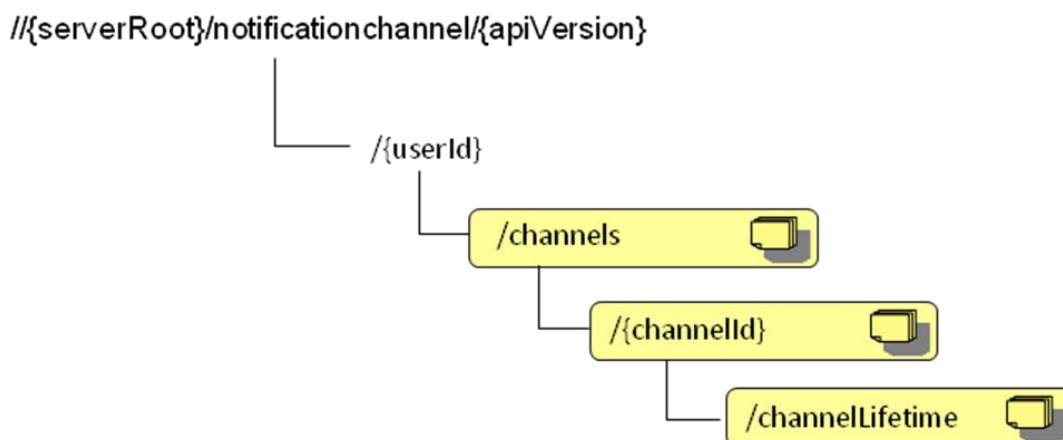 //{serverRoot}/notificationchannel/{apiVersion}
/{userId}
/channels
/{channelId}
/channelLifetime